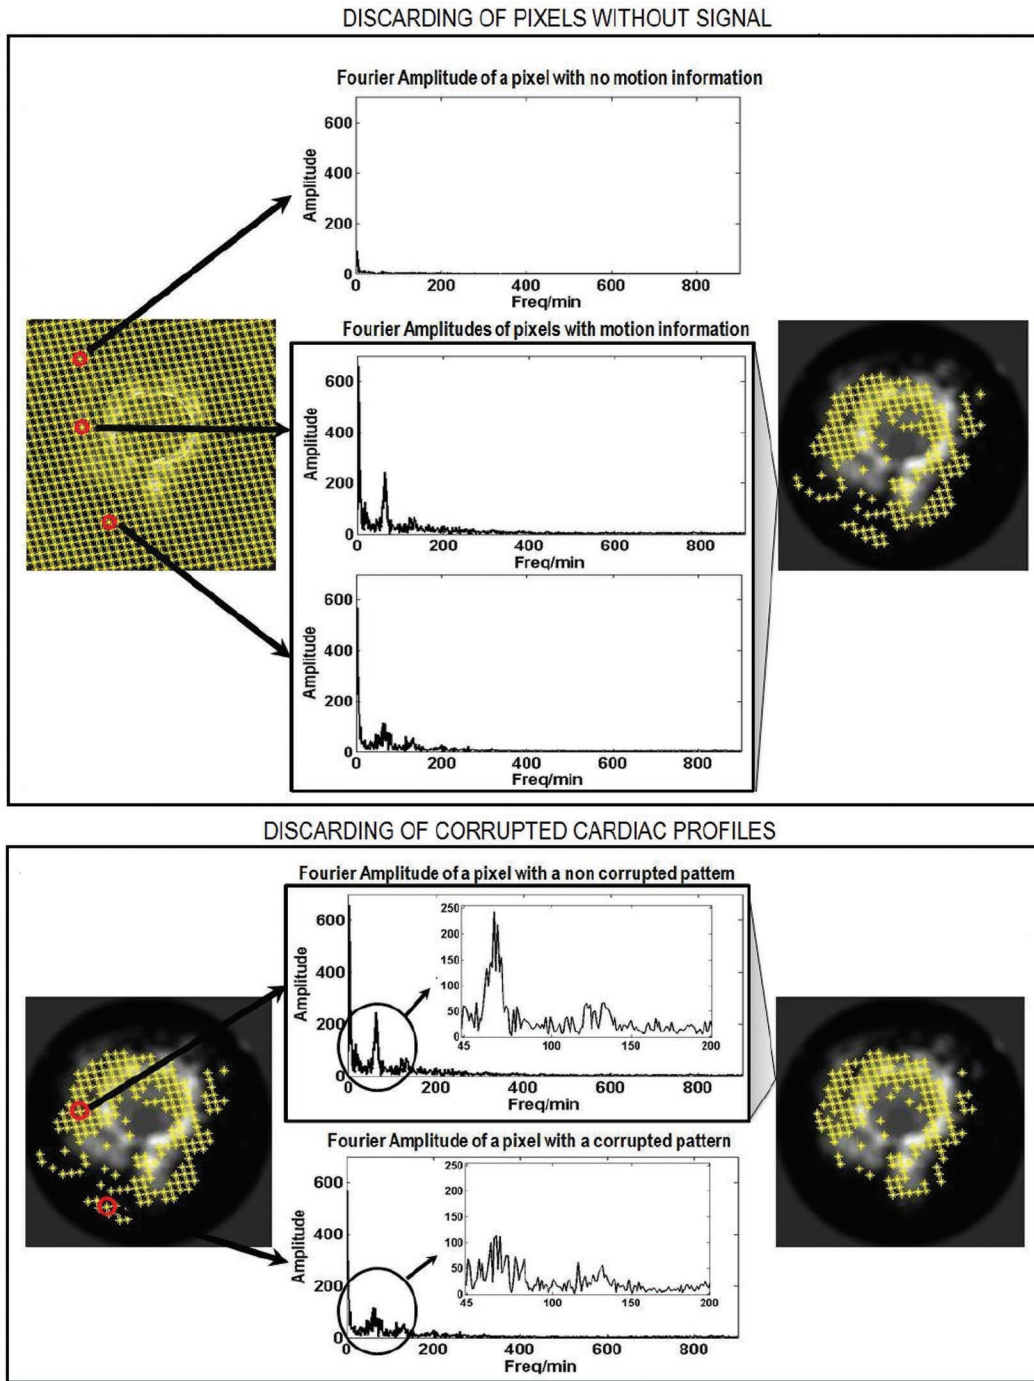 DISCARDING OF PIXELS WITHOUT SIGNAL
Fourier Amplitude of a pixel with no motion information
600
400
200
0
Amplitude
0 200 400 600 800
Freq/min
Fourier Amplitudes of pixels with motion information
600
400
200
0
Amplitude
0 200 400 600 800
Freq/min
600
400
200
0
Amplitude
0 200 400 600 800
Freq/min
DISCARDING OF CORRUPTED CARDIAC PROFILES
Fourier Amplitude of a pixel with a non corrupted pattern
600
400
200
0
Amplitude
250
200
150
100
50
0
45 100 150 200
0 200 400 600 800
Freq/min
Fourier Amplitude of a pixel with a corrupted pattern
600
400
200
0
Amplitude
250
200
150
100
50
0
45 100 150 200
0 200 400 600 800
Freq/min